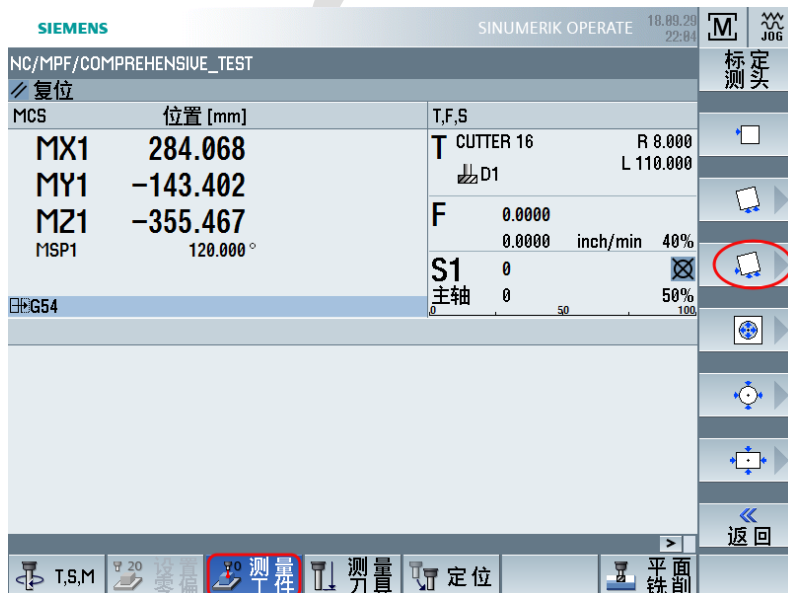 SIEMENS
SINUMERIK OPERATE
18.09.29
22:04
M
JOG
NC/MPF/COMPREHENSIVE_TEST
复位
MCS 位置 [mm]
MX1 284.068
MY1 -143.402
MZ1 -355.467
MSP1 120.000 °
G54
T,F,S
T CUTTER 16 R 8.000
D1 L 110.000
F 0.0000
0.0000 inch/min 40%
S1 0
主轴 0 50%
0 50 100
标定
测头
返回
>
T,S,M
设置
零偏
测量
工件
测量
刀具
定位
平面
铣削